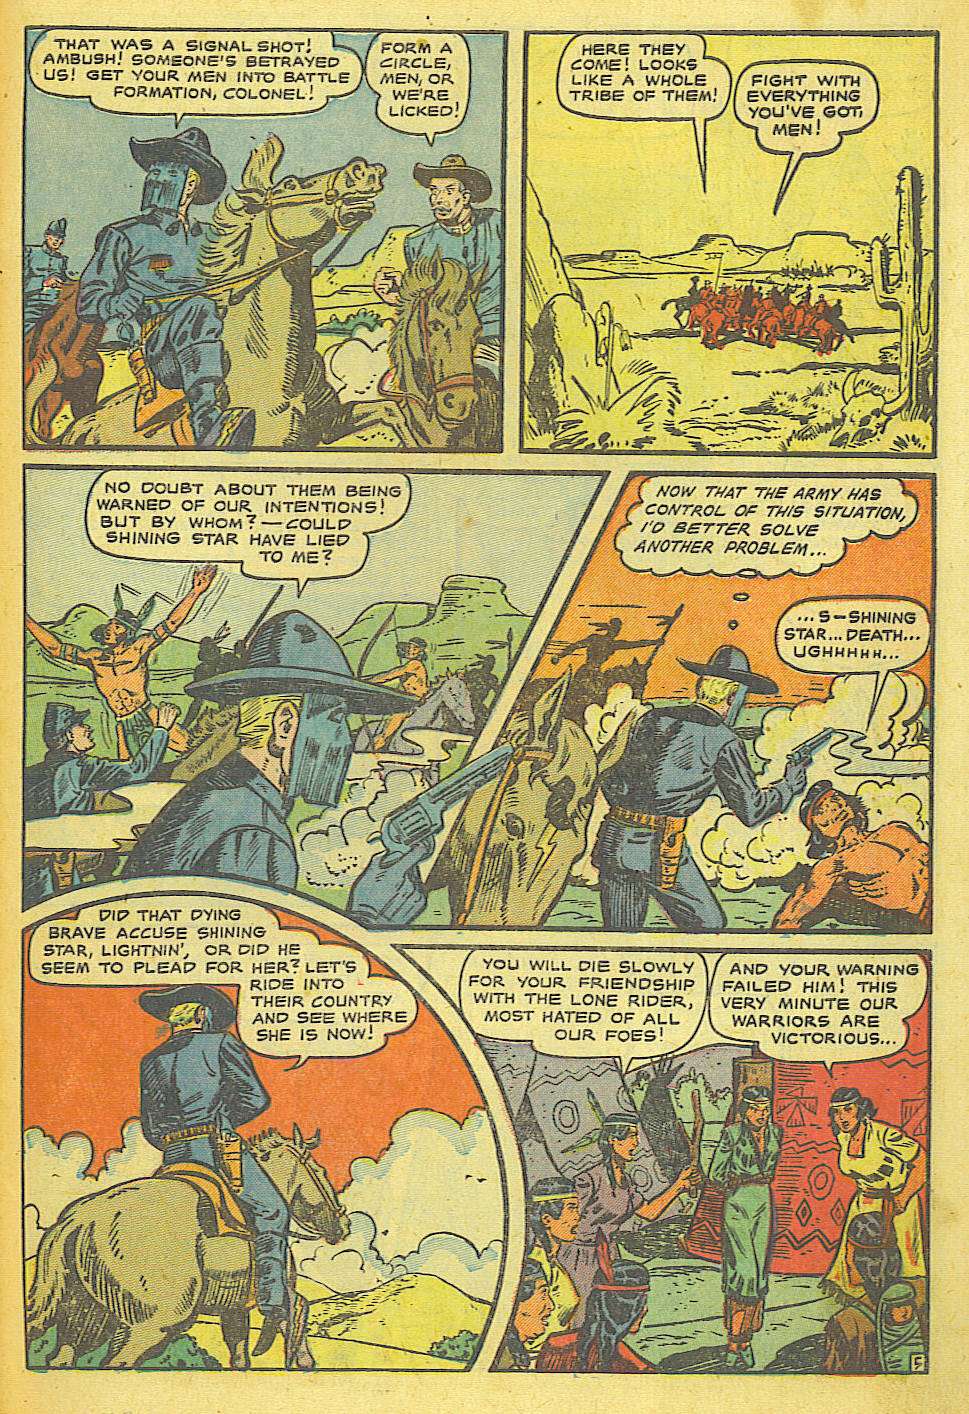 THAT WAS A SIGNAL SHOT!
AMBUSH! SOMEONE'S BETRAYED
US! GET YOUR MEN INTO BATTLE
FORMATION, COLONEL!
FORM A
CIRCLE,
MEN, OR
WE'RE
LICKED!
HERE THEY
COME! LOOKS
LIKE A WHOLE
TRIBE OF THEM!
FIGHT WITH
EVERYTHING
YOU'VE GOT,
MEN!
NO DOUBT ABOUT THEM BEING
WARNED OF OUR INTENTIONS!
BUT BY WHOM?—COULD
SHINING STAR HAVE LIED
TO ME?
NOW THAT THE ARMY HAS
CONTROL OF THIS SITUATION,
I'D BETTER SOLVE
ANOTHER PROBLEM...
...S-SHINING
STAR...DEATH...
UGHHHHH...
DID THAT DYING
BRAVE ACCUSE SHINING
STAR, LIGHTNIN', OR DID HE
SEEM TO PLEAD FOR HER? LET'S
RIDE INTO
THEIR COUNTRY
AND SEE WHERE
SHE IS NOW!
YOU WILL DIE SLOWLY
FOR YOUR FRIENDSHIP
WITH THE LONE RIDER,
MOST HATED OF ALL
OUR FOES!
AND YOUR WARNING
FAILED HIM! THIS
VERY MINUTE OUR
WARRIORS ARE
VICTORIOUS...
5